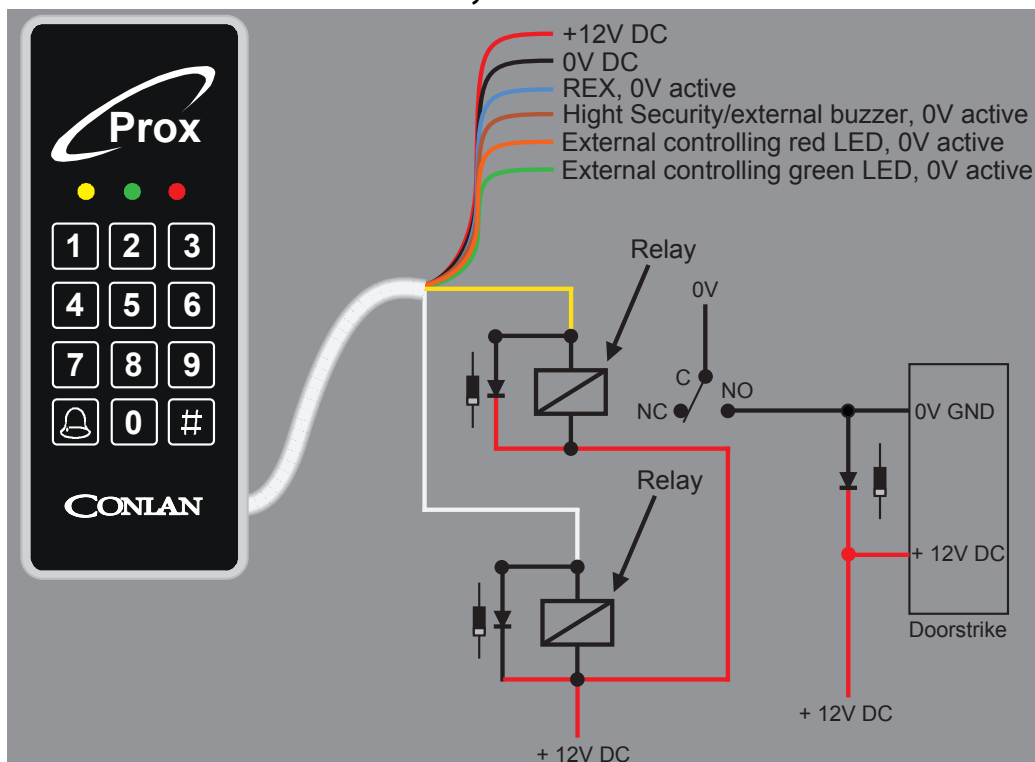 +12V DC
0V DC
REX, 0V active
Hight Security/external buzzer, 0V active
External controlling red LED, 0V active
External controlling green LED, 0V active
Prox
1 2 3
4 5 6
7 8 9
0 #
CONLAN
Relay
0V
C
NC
NO
0V GND
Relay
+ 12V DC
Doorstrike
+ 12V DC
+ 12V DC